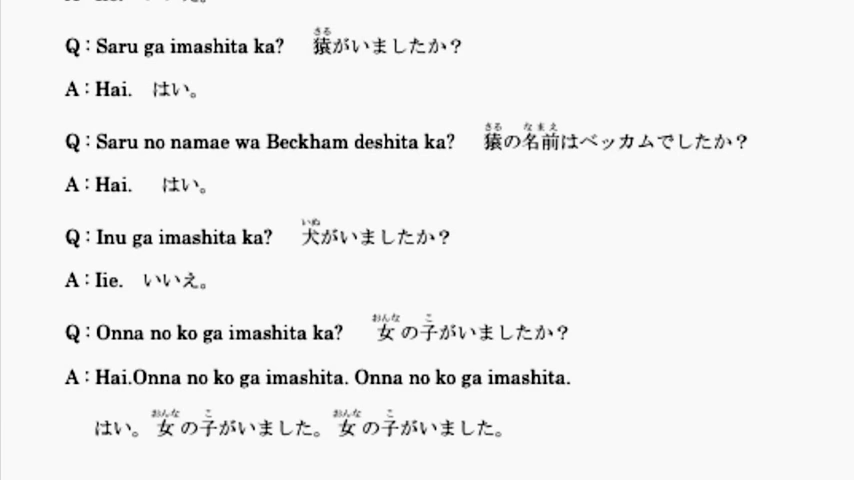 Q : Saru ga imashita ka? 猿がいましたか？
A : Hai. はい。
Q : Saru no namae wa Beckham deshita ka? 猿の名前はベッカムでしたか？
A : Hai. はい。
Q : Inu ga imashita ka? 犬がいましたか？
A : Iie. いいえ。
Q : Onna no ko ga imashita ka? 女の子がいましたか？
A : Hai.Onna no ko ga imashita. Onna no ko ga imashita.
はい。女の子がいました。女の子がいました。